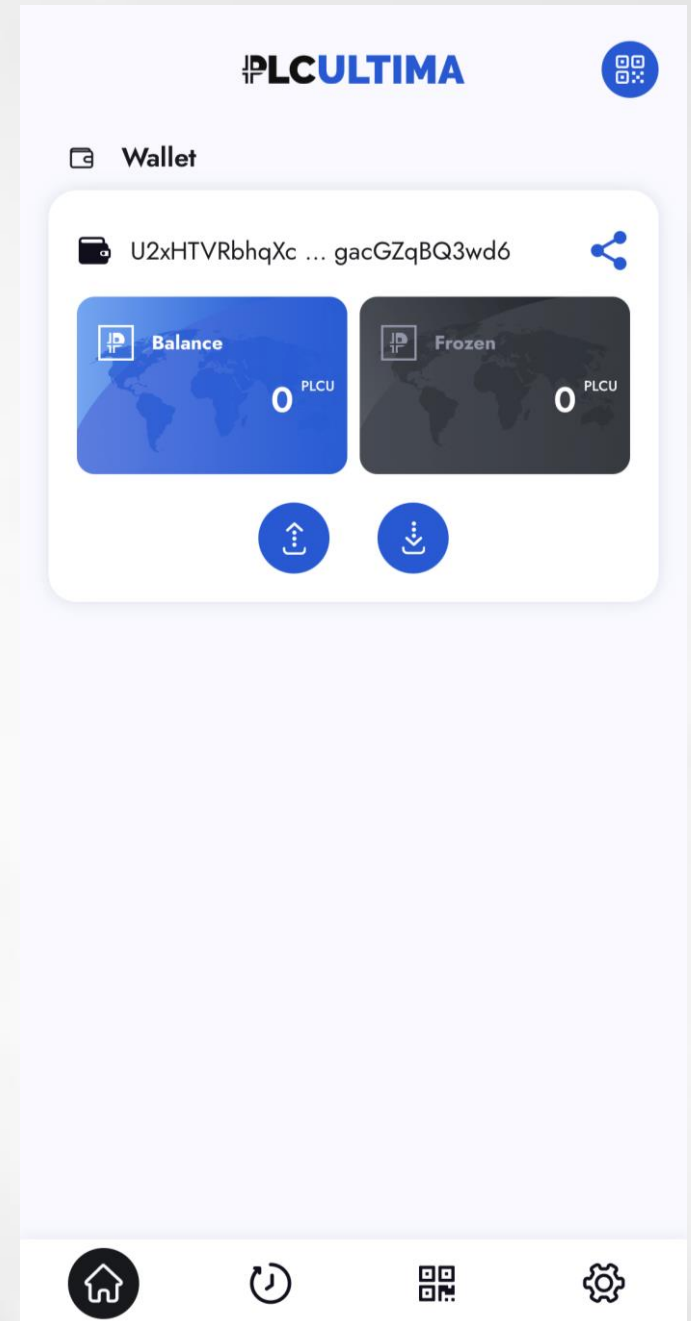 PLCULTIMA
Wallet
U2xHTVRbhqXc ... gacGZqBQ3wd6
Balance
0 PLCU
Frozen
0 PLCU